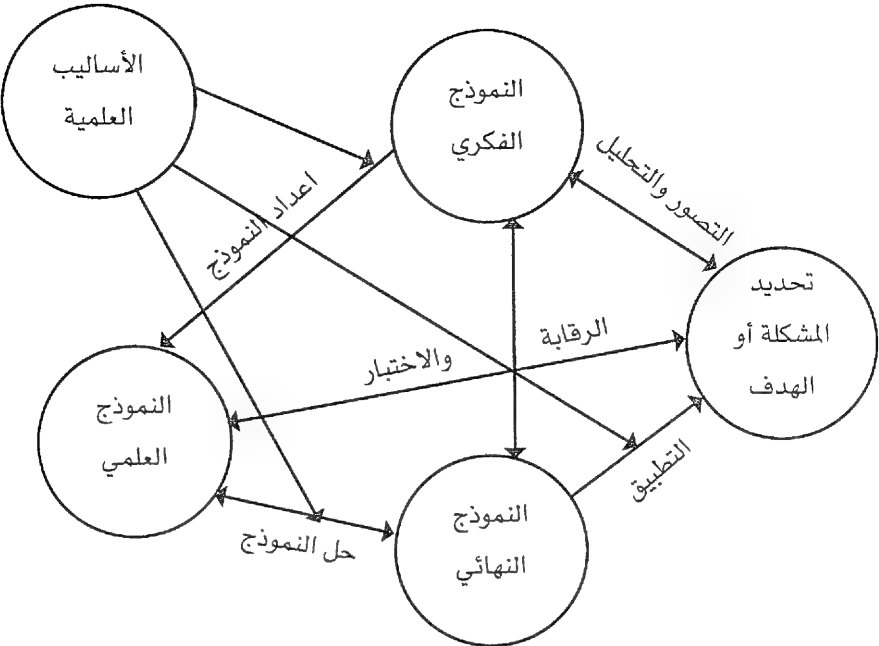 الأساليب
العلمية
النموذج
الفكري
التصور والتحليل
اعداد النموذج
تحديد
المشكلة أو
الهدف
الرقابة
والاختبار
النموذج
العلمي
التطبيق
النموذج
النهائي
حل النموذج